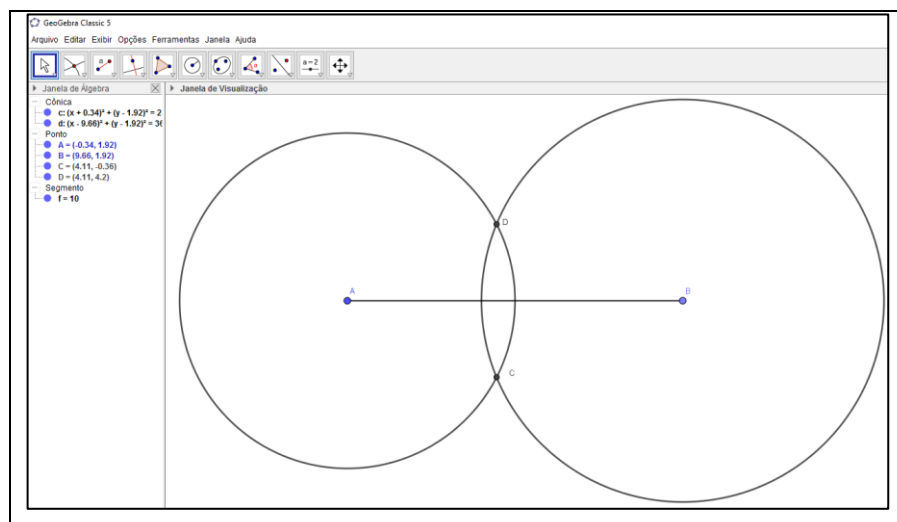 GeoGebra Classic 5
Arquivo Editar Exibir Opções Ferramentas Janela Ajuda
a=2
Janela de Álgebra
Janela de Visualização
Cônica
c: (x + 0.34)² + (y - 1.92)² = 2
d: (x - 9.66)² + (y - 1.92)² = 36
Ponto
A = (-0.34, 1.92)
B = (9.66, 1.92)
C = (4.11, -0.36)
D = (4.11, 4.2)
Segmento
f = 10
D
A
B
C